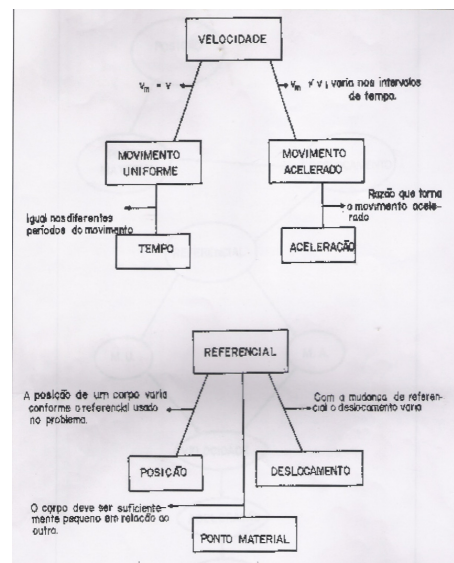 VELOCIDADE
Vm = V
Vm ≠ V ; varia nos intervalos
de tempo.
MOVIMENTO
UNIFORME
MOVIMENTO
ACELERADO
Igual nos diferentes
períodos do movimento
Razão que torna
o movimento acele-
rado
TEMPO
ACELERAÇÃO
REFERENCIAL
A posição de um corpo varia
conforme o referencial usado
no problema.
Com a mudança de referen-
cial o deslocamento varia
POSIÇÃO
DESLOCAMENTO
O corpo deve ser suficiente-
mente pequeno em relação ao
outro.
PONTO MATERIAL